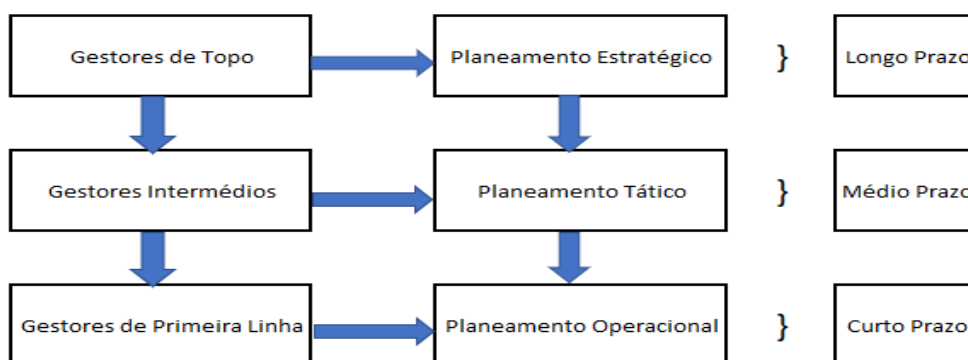 Gestores de Topo Planeamento Estratégico } Longo Prazo
Gestores Intermédios Planeamento Tático } Médio Prazo
Gestores de Primeira Linha Planeamento Operacional } Curto Prazo